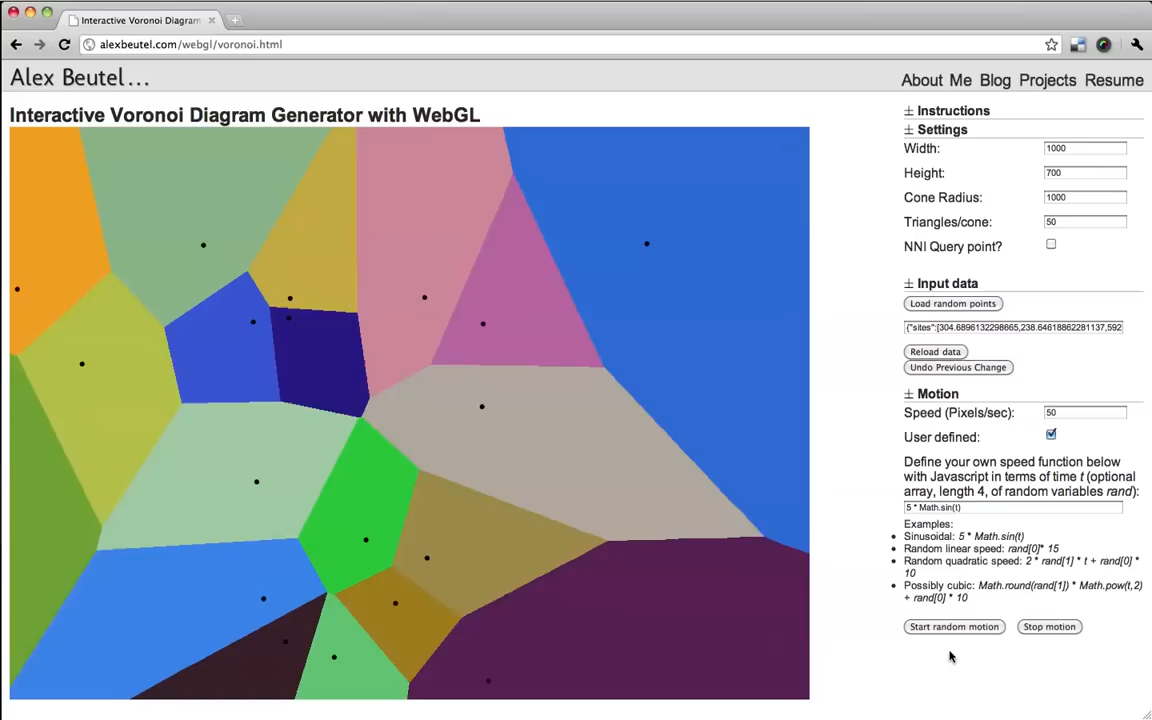 Interactive Voronoi Diagram
alexbeutel.com/webgl/voronoi.html
Alex Beutel...
About Me Blog Projects Resume
Interactive Voronoi Diagram Generator with WebGL
± Instructions
± Settings
Width: 1000
Height: 700
Cone Radius: 1000
Triangles/cone: 50
NNI Query point?
± Input data
Load random points
{"sites":[304.6896132298665,238.64618862281137,592
Reload data
Undo Previous Change
± Motion
Speed (Pixels/sec): 50
User defined:
Define your own speed function below
with Javascript in terms of time t (optional
array, length 4, of random variables rand):
5 * Math.sin(t)
Examples:
Sinusoidal: 5 * Math.sin(t)
Random linear speed: rand[0]* 15
Random quadratic speed: 2 * rand[1] * t + rand[0] *
10
Possibly cubic: Math.round(rand[1]) * Math.pow(t,2)
+ rand[0] * 10
Start random motion Stop motion